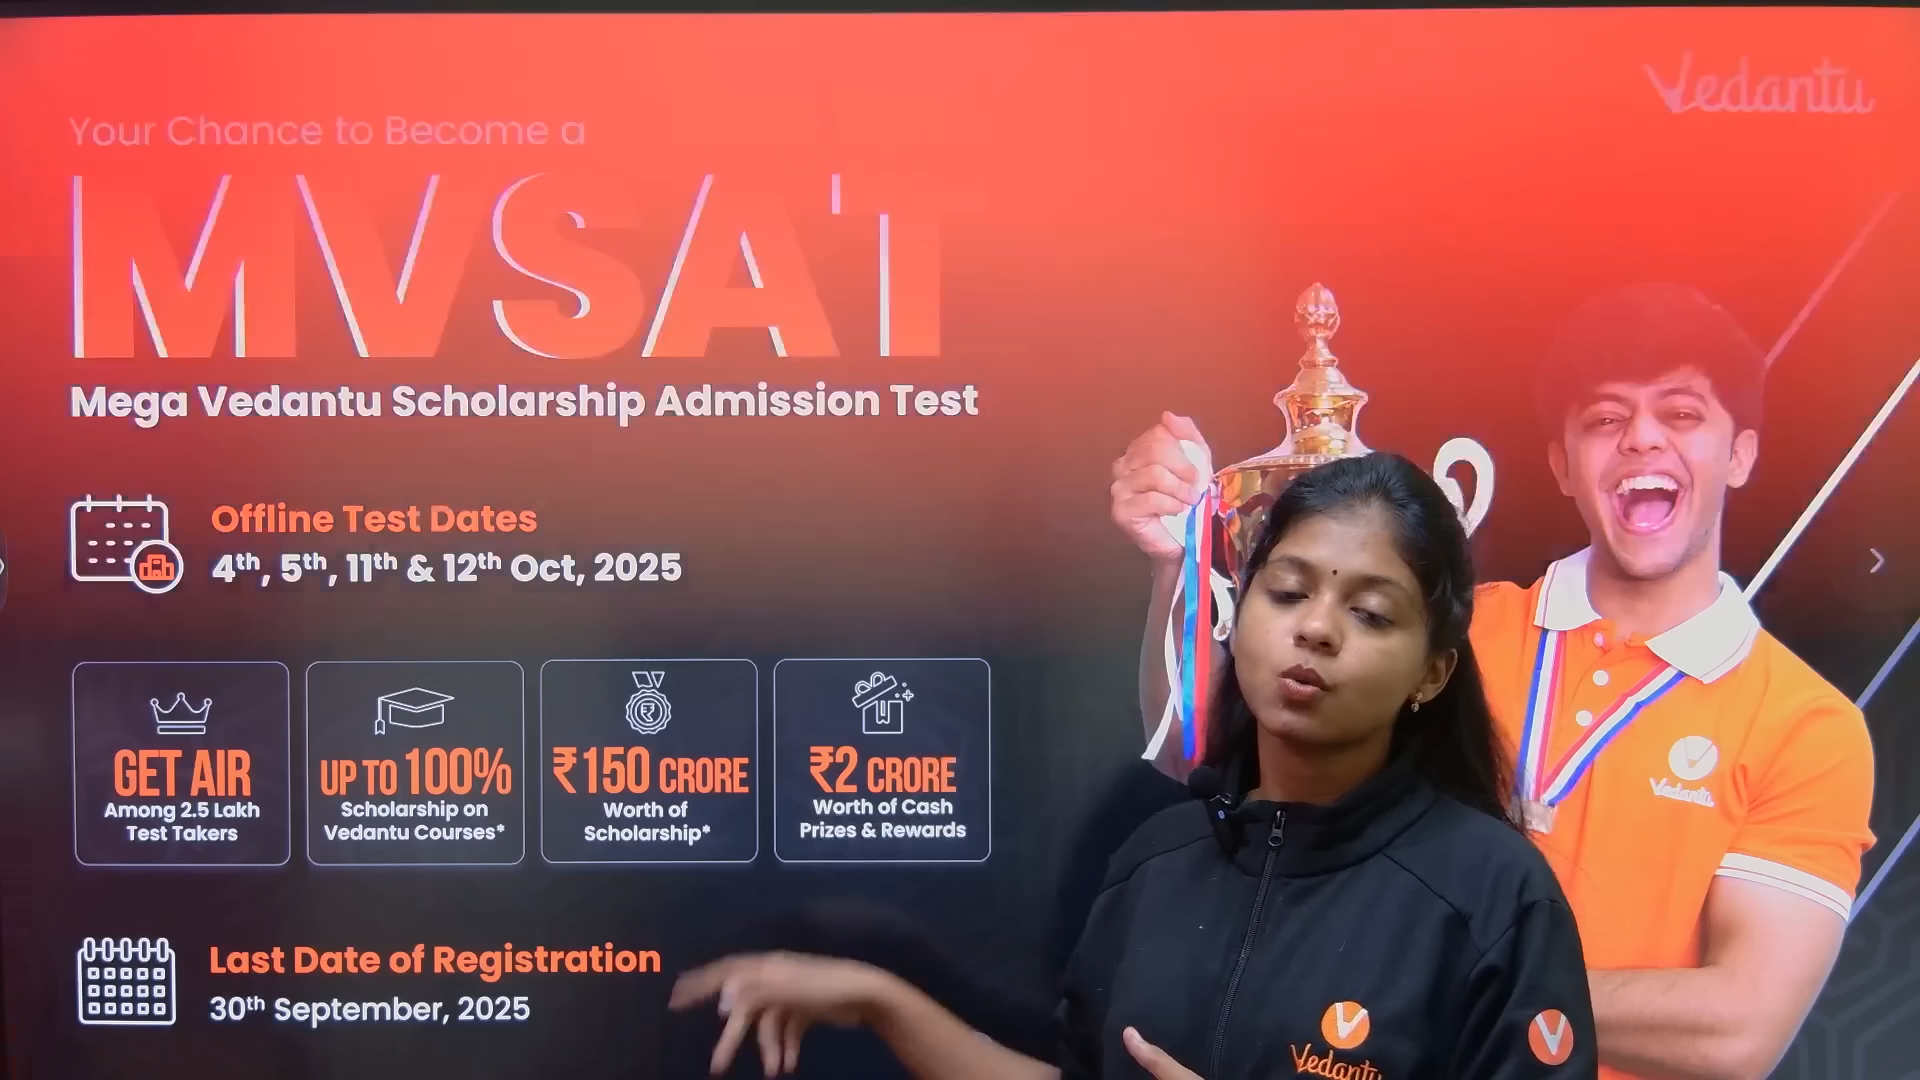 Vedantu
Your Chance to Become a
MVSAT
Mega Vedantu Scholarship Admission Test
Offline Test Dates
4th, 5th, 11th & 12th Oct, 2025
GET AIR
Among 2.5 Lakh
Test Takers
UP TO 100%
Scholarship on
Vedantu Courses*
₹150 CRORE
Worth of
Scholarship*
₹2 CRORE
Worth of Cash
Prizes & Rewards
Last Date of Registration
30th September, 2025
Vedantu
Vedantu